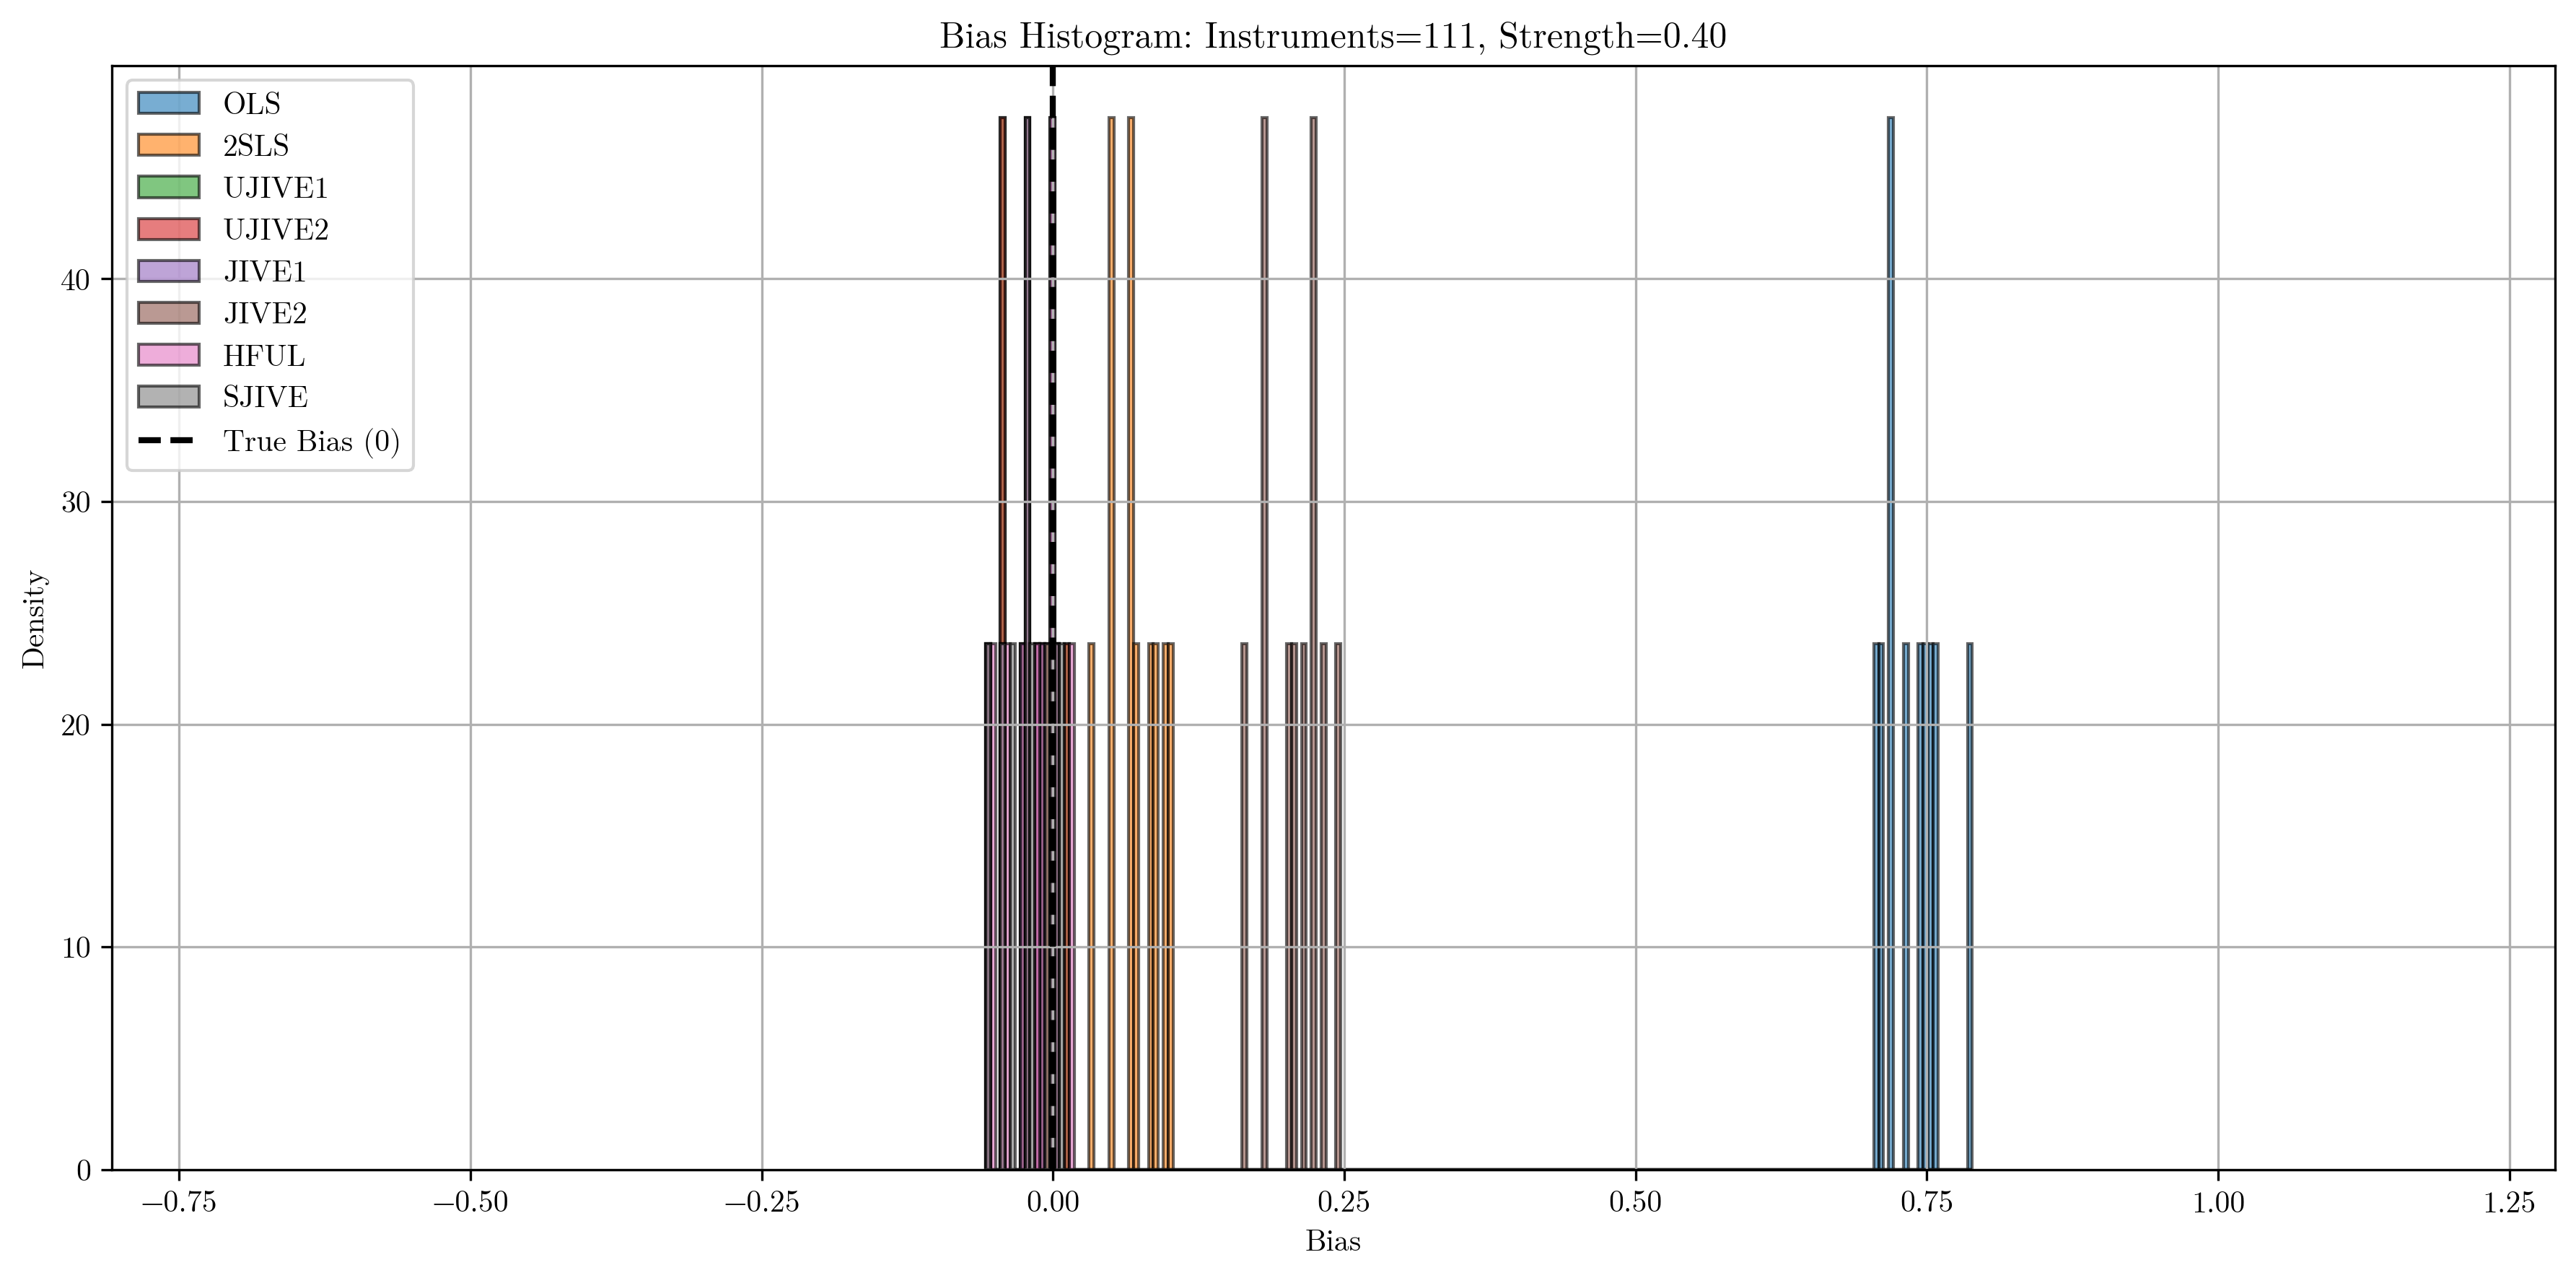 Bias Histogram: Instruments=111, Strength=0.40
OLS
2SLS
UJIVE1
UJIVE2
JIVE1
JIVE2
HFUL
SJIVE
True Bias (0)
Density
40
30
20
10
0
−0.75
−0.50
−0.25
0.00
0.25
0.50
0.75
1.00
1.25
Bias